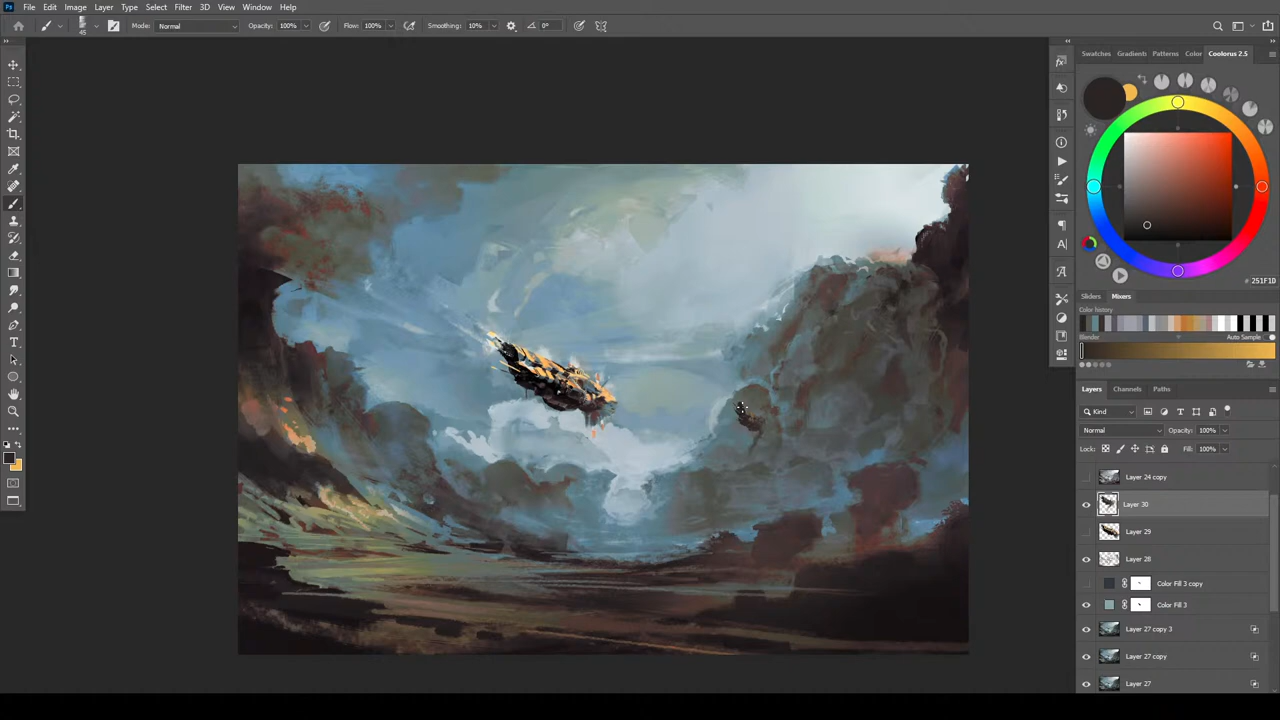 Ps File Edit Image Layer Type Select Filter 3D View Window Help
45 Mode: Normal Opacity: 100% Flow: 100% Smoothing: 10% 0°
Swatches Gradient Patterns Color Coolorus 2.5
# 251F1D
Sliders Mixers
Color history
Blender Auto Sample
Layers Channels Paths
Kind
Normal Opacity: 100%
Lock: Fill: 100%
Layer 24 copy
Layer 30
Layer 29
Layer 28
Color Fill 3 copy
Color Fill 3
Layer 27 copy 3
Layer 27 copy
Layer 27